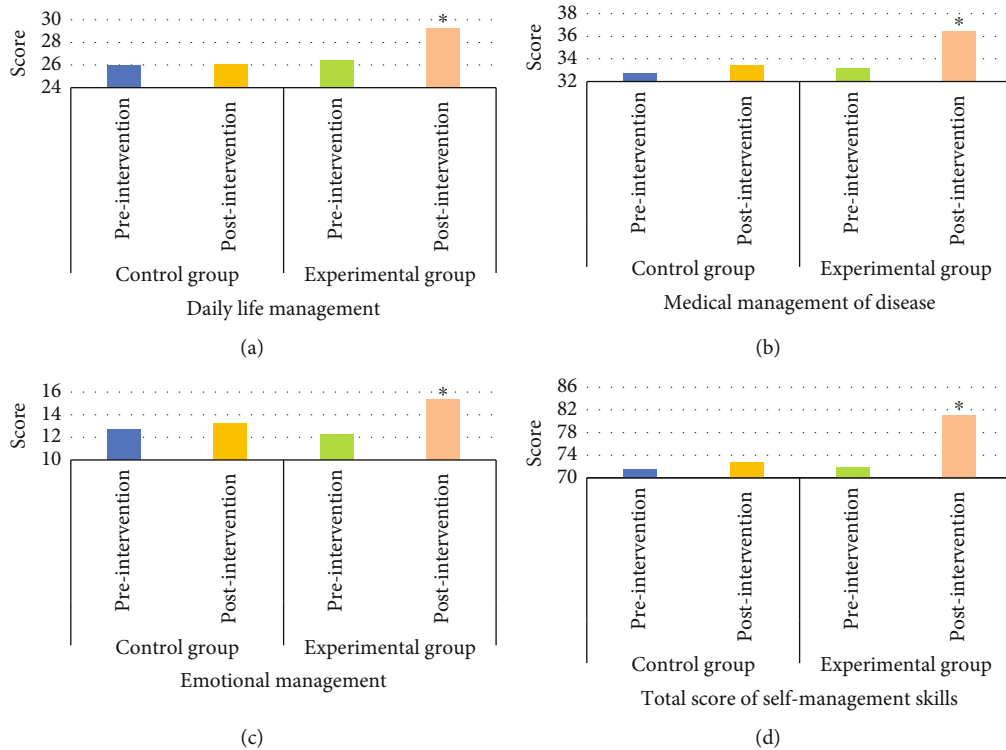 Score
30
28
26
24
*
Pre-intervention
Post-intervention
Pre-intervention
Post-intervention
Control group
Experimental group
Daily life management
(a)
Score
38
36
34
32
*
Pre-intervention
Post-intervention
Pre-intervention
Post-intervention
Control group
Experimental group
Medical management of disease
(b)
Score
16
14
12
10
*
Pre-intervention
Post-intervention
Pre-intervention
Post-intervention
Control group
Experimental group
Emotional management
(c)
Score
86
82
78
74
70
*
Pre-intervention
Post-intervention
Pre-intervention
Post-intervention
Control group
Experimental group
Total score of self-management skills
(d)